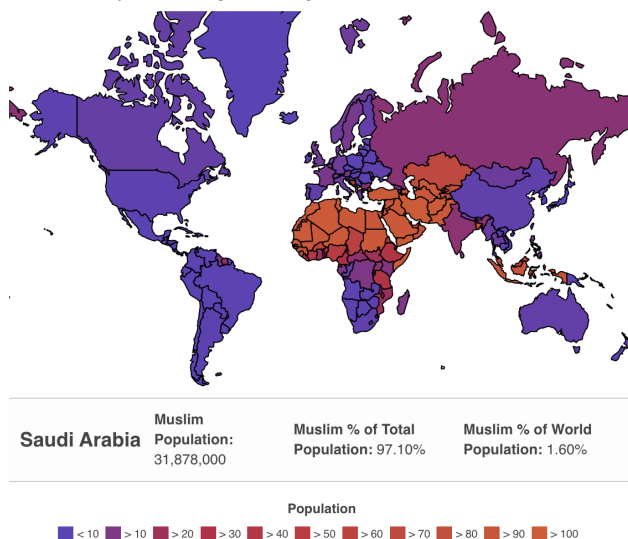 Saudi Arabia
Muslim
Population:
31,878,000
Muslim % of Total
Population: 97.10%
Muslim % of World
Population: 1.60%
Population
< 10 > 10 > 20 > 30 > 40 > 50 > 60 > 70 > 80 > 90 > 100